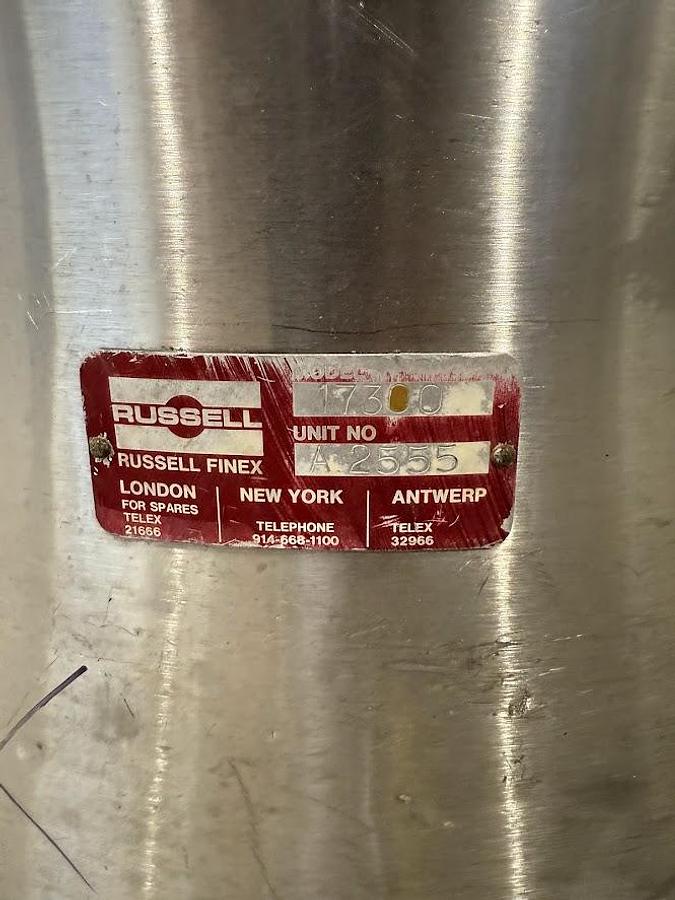 RUSSELL
RUSSELL FINEX
MODEL
17300
UNIT NO
A 2555
LONDON
FOR SPARES
TELEX
21666
NEW YORK
TELEPHONE
914-668-1100
ANTWERP
TELEX
32966